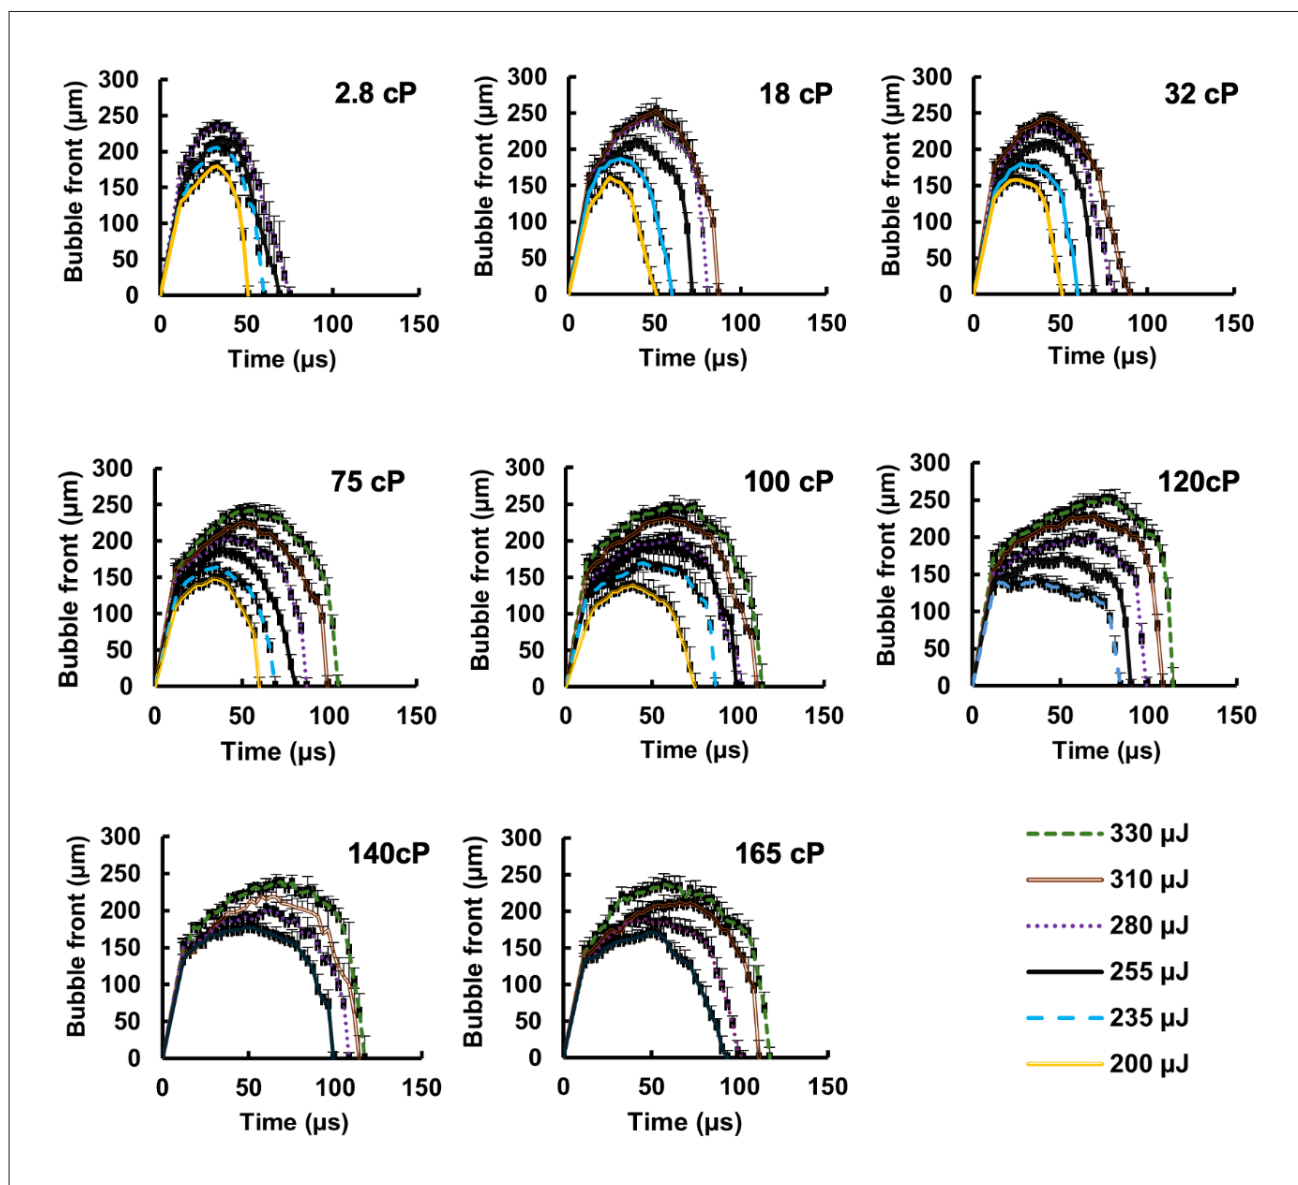 2.8 cP
Bubble front (µm)
300
250
200
150
100
50
0
0 50 100 150
Time (µs)
18 cP
Bubble front (µm)
300
250
200
150
100
50
0
0 50 100 150
Time (µs)
32 cP
Bubble front (µm)
300
250
200
150
100
50
0
0 50 100 150
Time (µs)
75 cP
Bubble front (µm)
300
250
200
150
100
50
0
0 50 100 150
Time (µs)
100 cP
Bubble front (µm)
300
250
200
150
100
50
0
0 50 100 150
Time (µs)
120cP
Bubble front (µm)
300
250
200
150
100
50
0
0 50 100 150
Time (µs)
140cP
Bubble front (µm)
300
250
200
150
100
50
0
0 50 100 150
Time (µs)
165 cP
Bubble front (µm)
300
250
200
150
100
50
0
0 50 100 150
Time (µs)
330 µJ
310 µJ
280 µJ
255 µJ
235 µJ
200 µJ